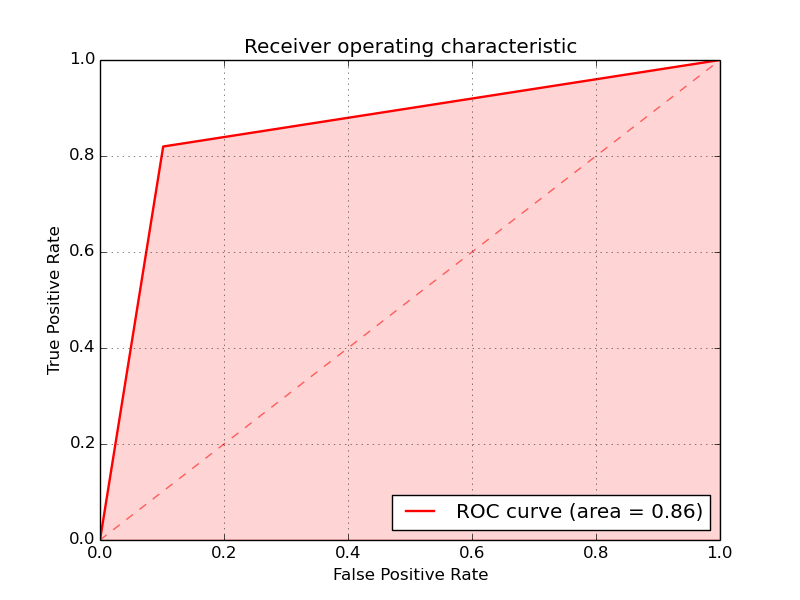 Receiver operating characteristic
1.0
0.8
0.6
0.4
0.2
0.0
True Positive Rate
ROC curve (area = 0.86)
0.0 0.2 0.4 0.6 0.8 1.0
False Positive Rate